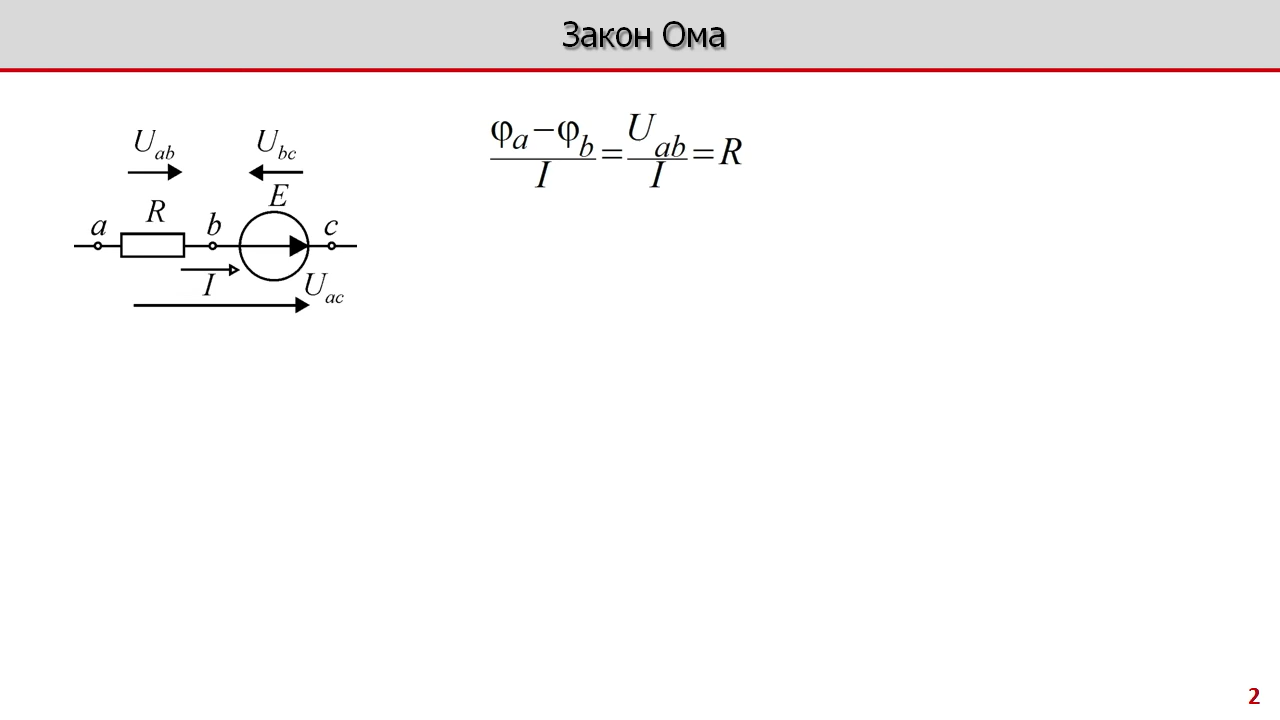 Закон Ома
U_ab U_bc
E
a R b c
I U_ac
(φ_a−φ_b)/I = U_ab/I = R
2